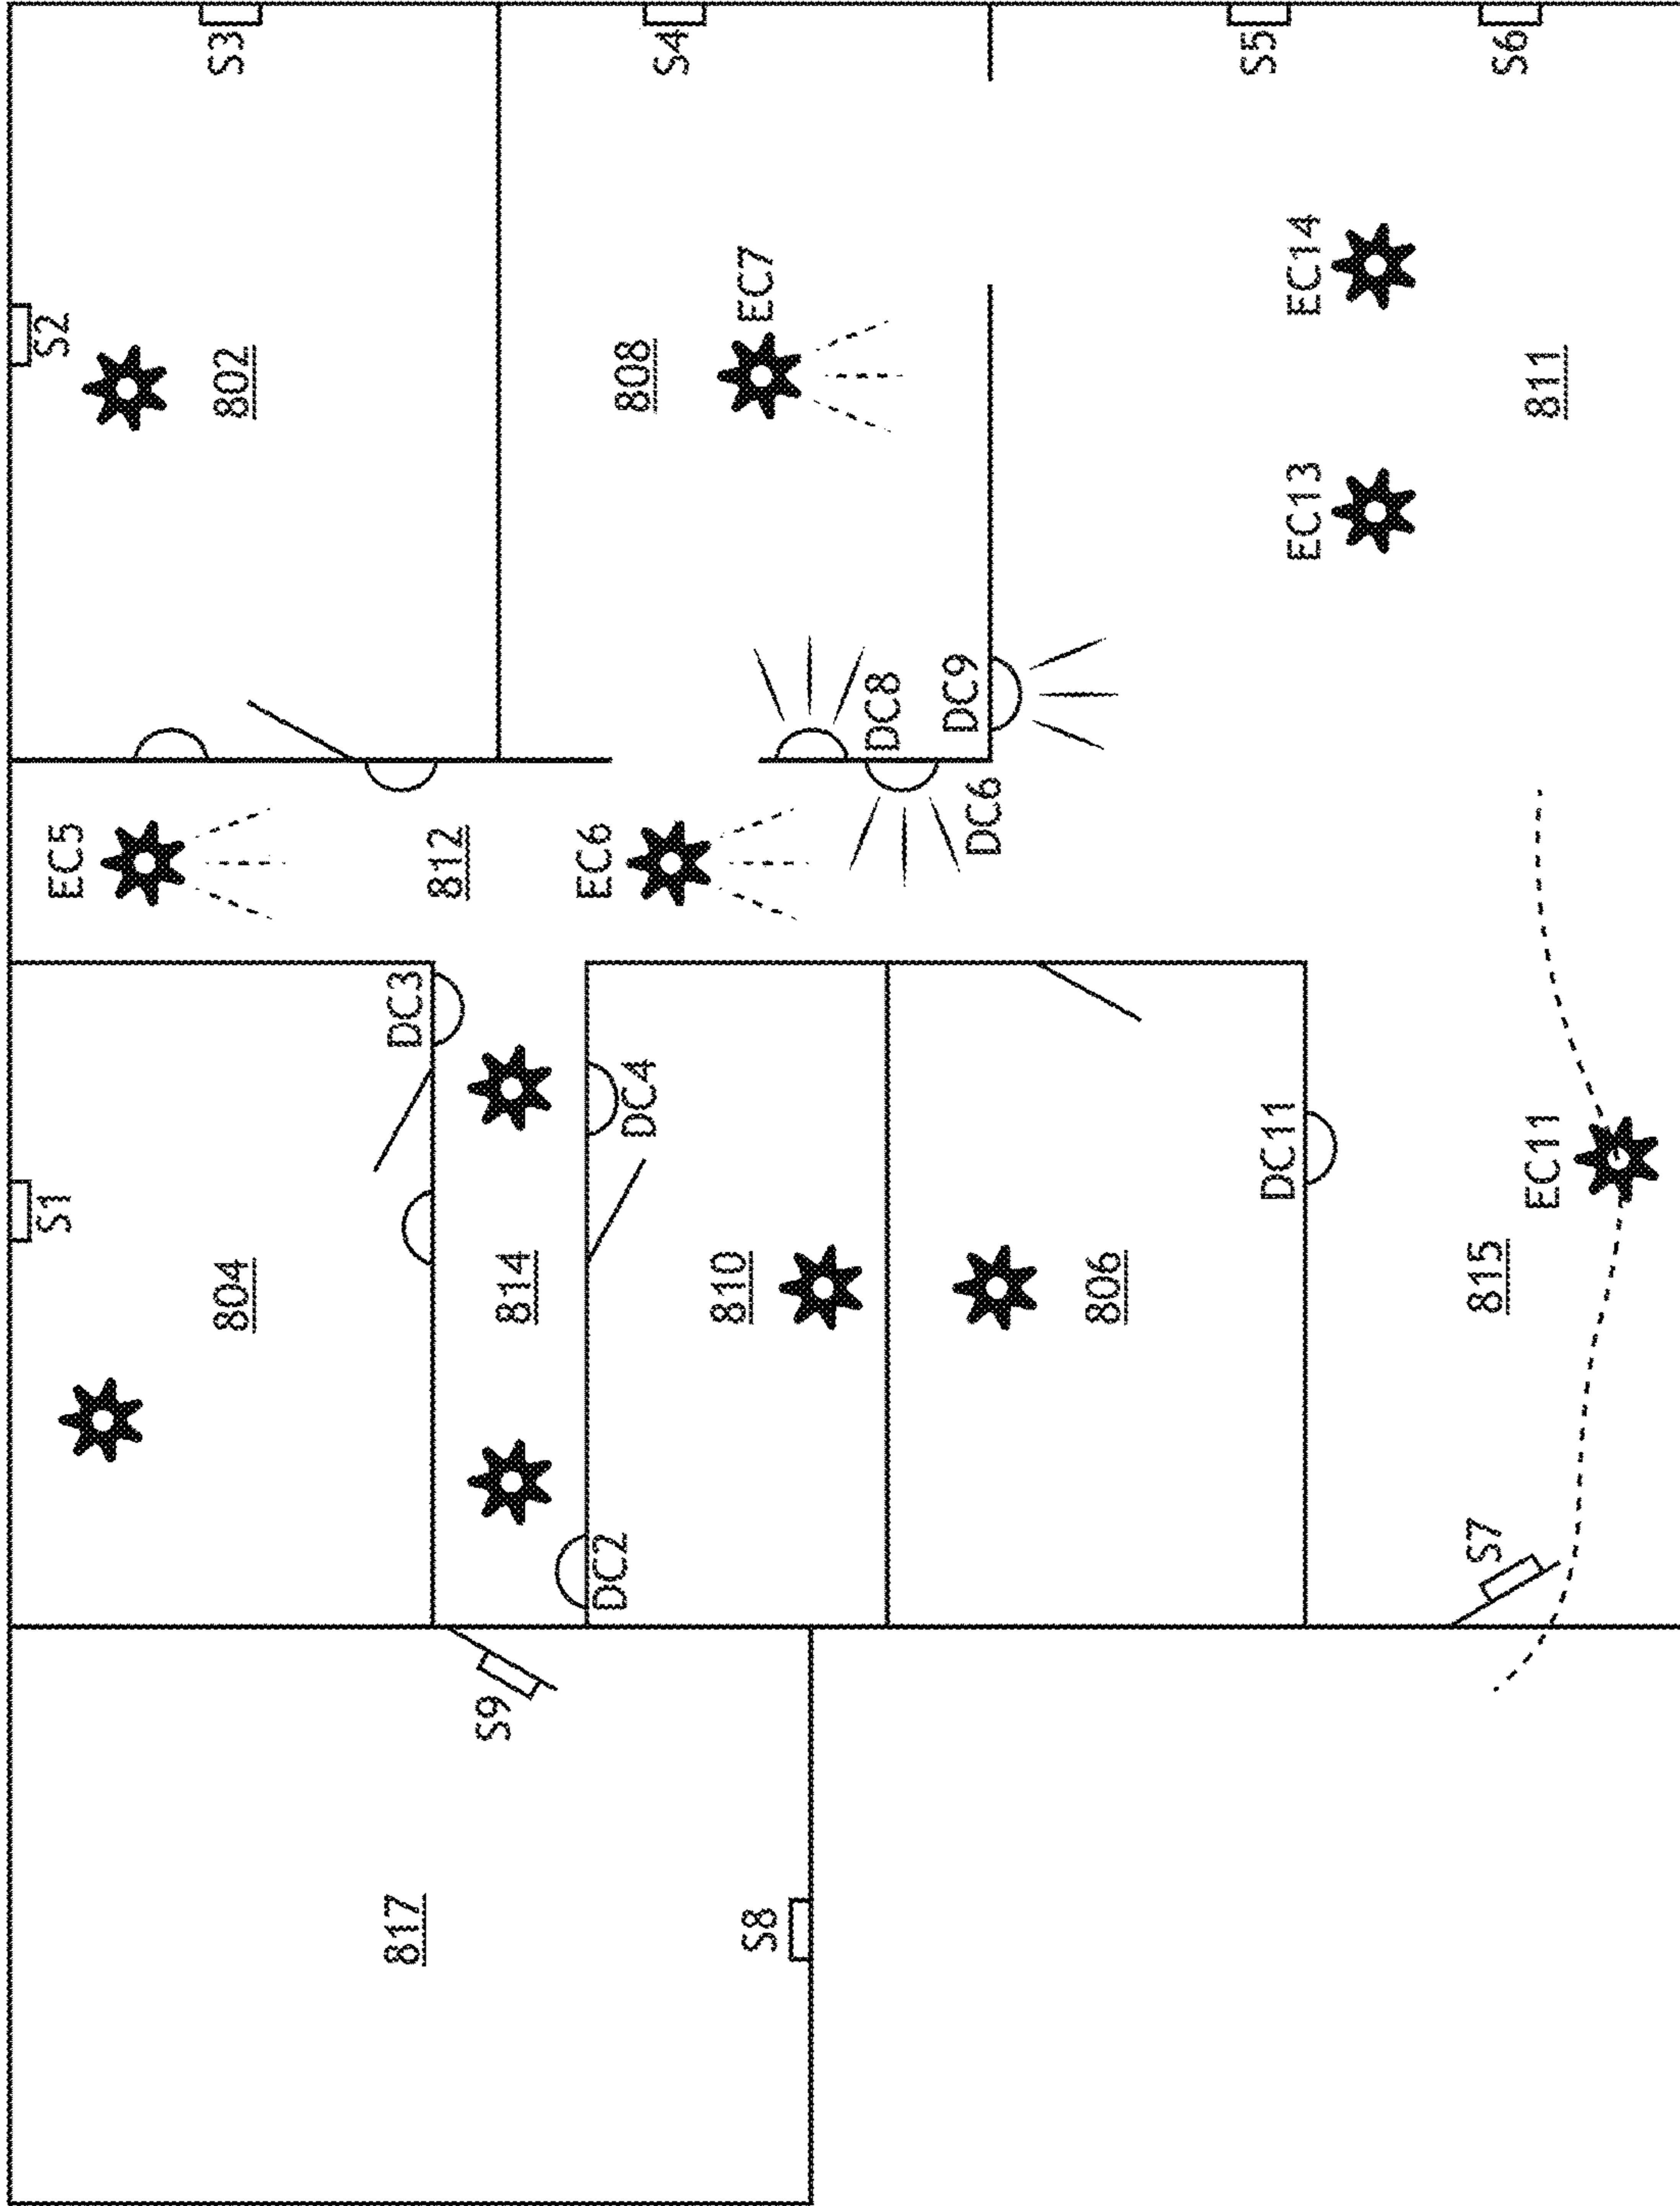 S1
S2
EC5
804
802
S3
817
DC3
812
S9
814
EC6
DC2
DC4
808
S4
810
S8
EC7
DC8
DC9
DC6
806
DC11
S5
EC13
EC14
S7
815
S6
EC11
811